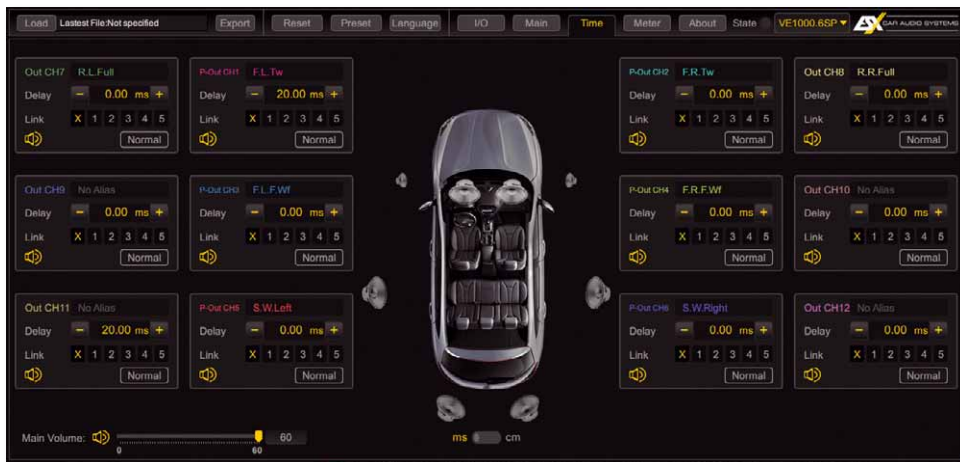 Load Lastest File:Not specified Export Reset Preset Language I/O Main Time Meter About State VE1000.6SP CAR AUDIO SYSTEMS
Out CH7 R.L.Full
Delay − 0.00 ms +
Link X 1 2 3 4 5
Normal
P-Out CH1 F.L.Tw
Delay − 20.00 ms +
Link X 1 2 3 4 5
Normal
P-Out CH2 F.R.Tw
Delay − 0.00 ms +
Link X 1 2 3 4 5
Normal
Out CH8 R.R.Full
Delay − 0.00 ms +
Link X 1 2 3 4 5
Normal
Out CH9 No Alias
Delay − 0.00 ms +
Link X 1 2 3 4 5
Normal
P-Out CH3 F.L.F.Wf
Delay − 0.00 ms +
Link X 1 2 3 4 5
Normal
P-Out CH4 F.R.F.Wf
Delay − 0.00 ms +
Link X 1 2 3 4 5
Normal
Out CH10 No Alias
Delay − 0.00 ms +
Link X 1 2 3 4 5
Normal
Out CH11 No Alias
Delay − 20.00 ms +
Link X 1 2 3 4 5
Normal
P-Out CH5 S.W.Left
Delay − 0.00 ms +
Link X 1 2 3 4 5
Normal
P-Out CH6 S.W.Right
Delay − 0.00 ms +
Link X 1 2 3 4 5
Normal
Out CH12 No Alias
Delay − 0.00 ms +
Link X 1 2 3 4 5
Normal
Main Volume: 60
0 60
ms cm